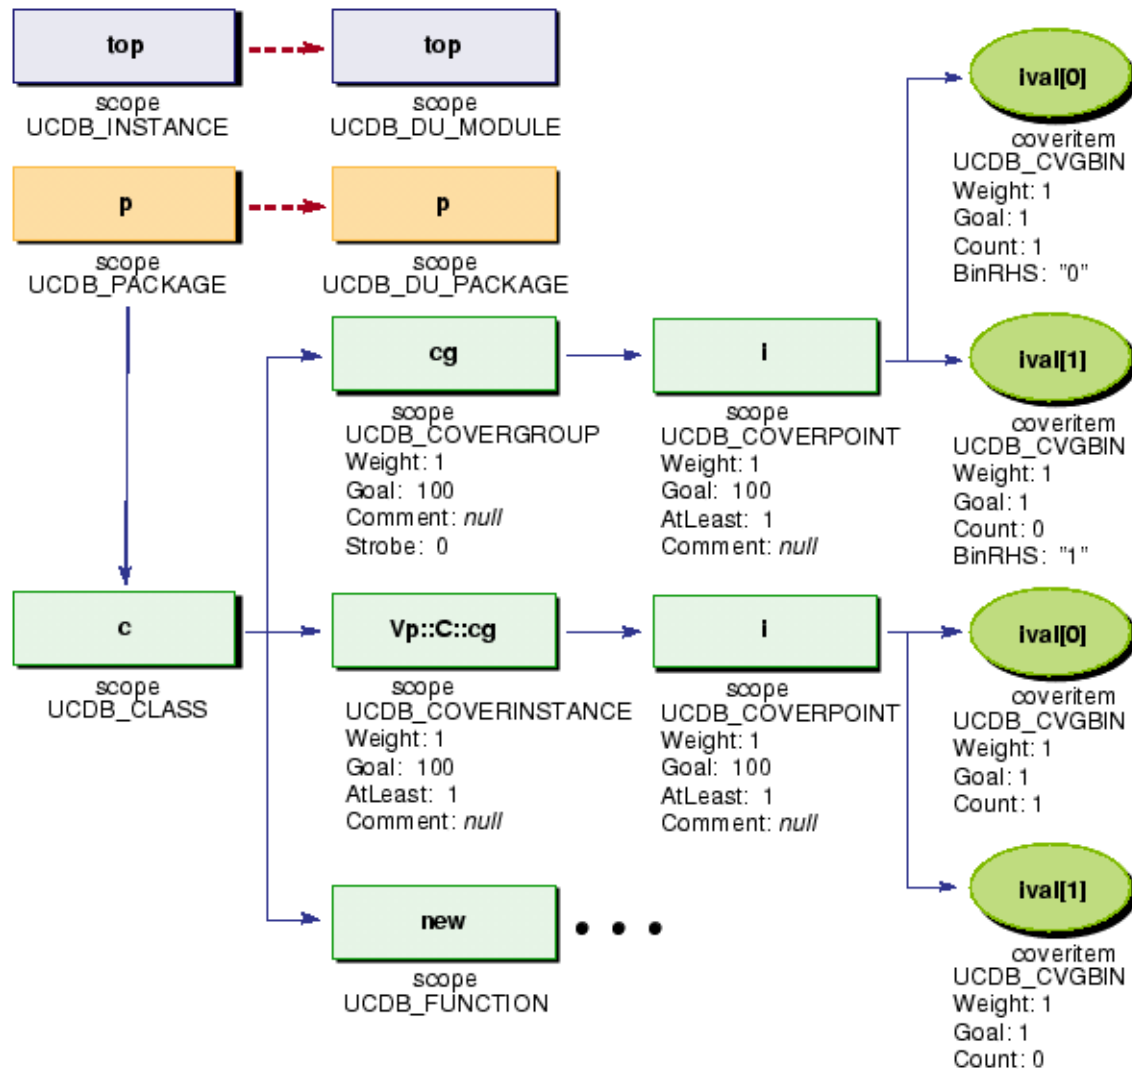 top
scope
UCDB_INSTANCE
top
scope
UCDB_DU_MODULE
ival[0]
coveritem
UCDB_CVGBIN
Weight: 1
Goal: 1
Count: 1
BinRHS: "0"
p
scope
UCDB_PACKAGE
p
scope
UCDB_DU_PACKAGE
cg
scope
UCDB_COVERGROUP
Weight: 1
Goal: 100
Comment: null
Strobe: 0
i
scope
UCDB_COVERPOINT
Weight: 1
Goal: 100
AtLeast: 1
Comment: null
ival[1]
coveritem
UCDB_CVGBIN
Weight: 1
Goal: 1
Count: 0
BinRHS: "1"
c
scope
UCDB_CLASS
Vp::C::cg
scope
UCDB_COVERINSTANCE
Weight: 1
Goal: 100
AtLeast: 1
Comment: null
i
scope
UCDB_COVERPOINT
Weight: 1
Goal: 100
AtLeast: 1
Comment: null
ival[0]
coveritem
UCDB_CVGBIN
Weight: 1
Goal: 1
Count: 1
new
scope
UCDB_FUNCTION
• • •
ival[1]
coveritem
UCDB_CVGBIN
Weight: 1
Goal: 1
Count: 0